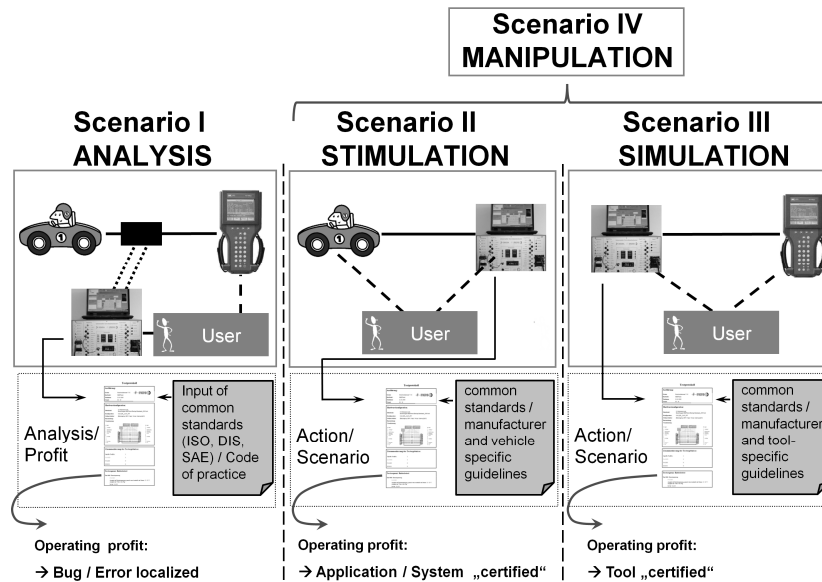 Scenario IV
MANIPULATION
Scenario I
ANALYSIS
Scenario II
STIMULATION
Scenario III
SIMULATION
1
User
1
User
User
Analysis/
Profit
Input of
common
standards
(ISO, DIS,
SAE) / Code
of practice
Action/
Scenario
common
standards /
manufacturer
and vehicle
specific
guidelines
Action/
Scenario
common
standards /
manufacturer
and tool-
specific
guidelines
Operating profit:
→ Bug / Error localized
Operating profit:
→ Application / System „certified“
Operating profit:
→ Tool „certified“